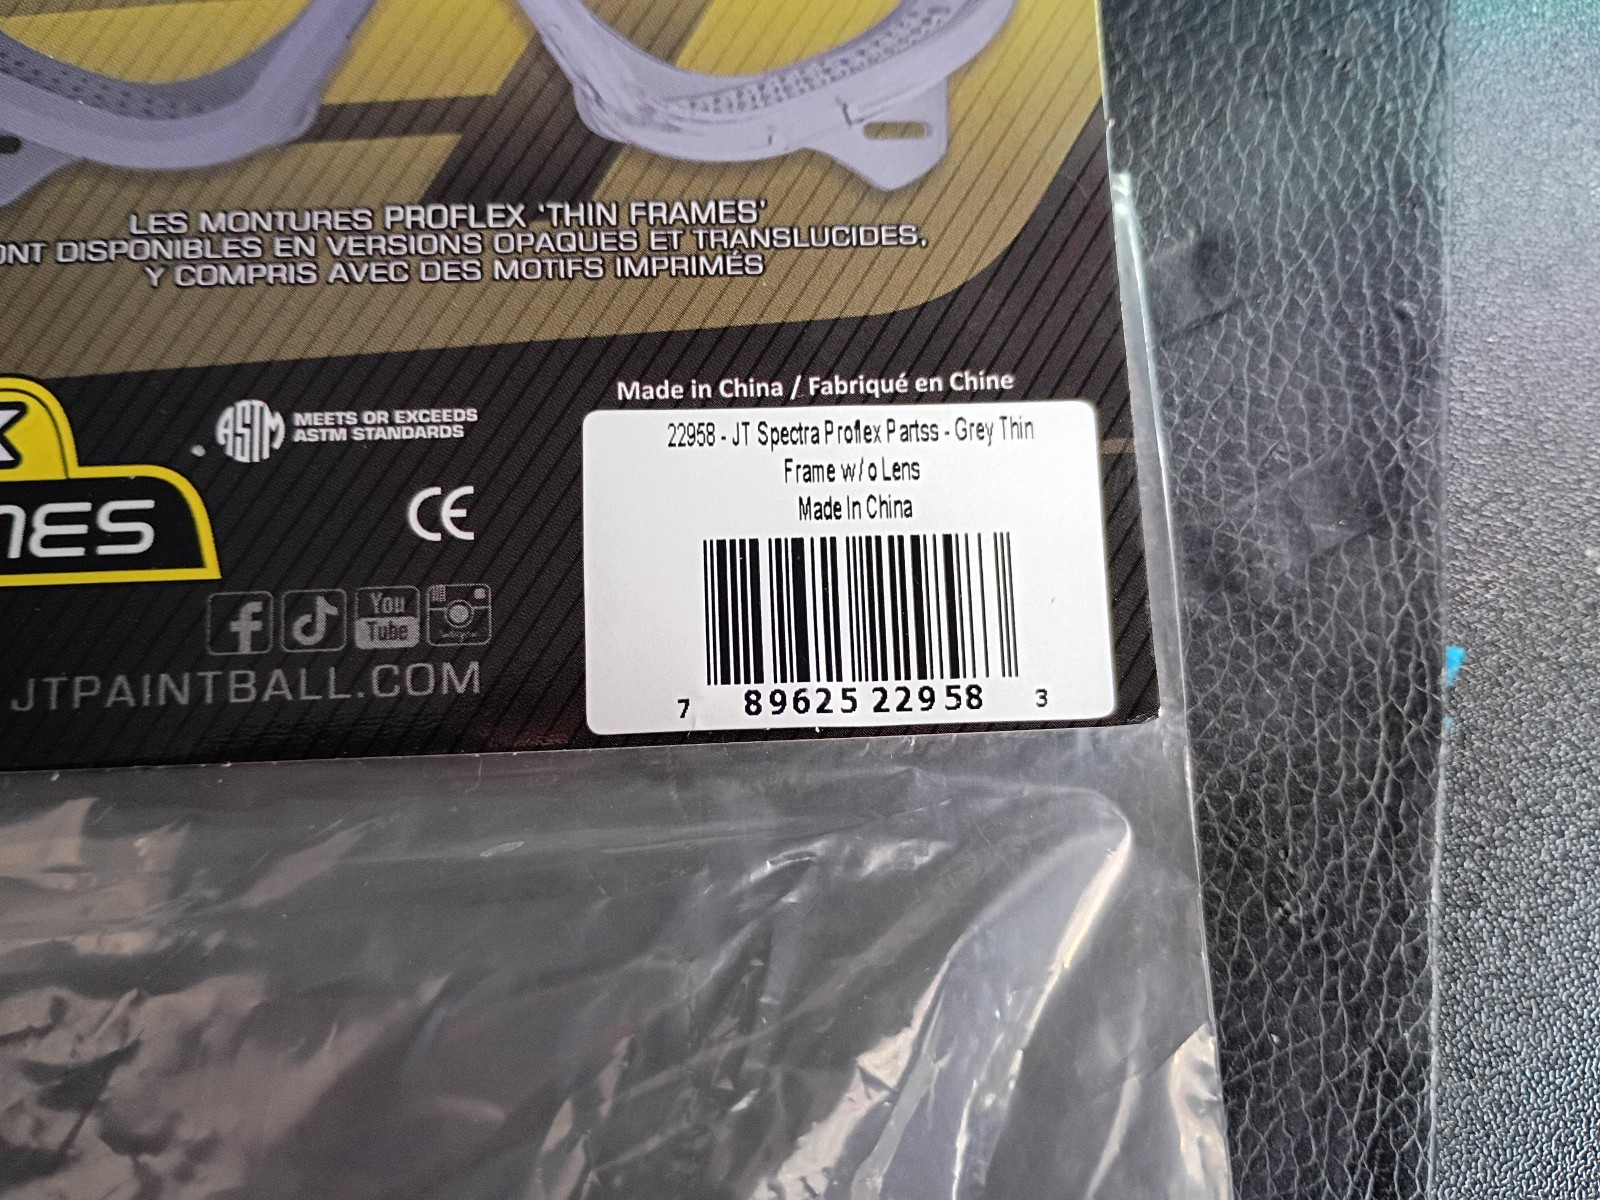 LES MONTURES PROFLEX 'THIN FRAMES'
DISPONIBLES EN VERSIONS OPAQUES ET TRANSLUCIDES,
Y COMPRIS AVEC DES MOTIFS IMPRIMÉS
Made in China / Fabriqué en Chine
ASTM
MEETS OR EXCEEDS
ASTM STANDARDS
CE
22958 - JT Spectra Proflex Partss - Grey Thin
Frame w/o Lens
Made In China
7 89625 22958 3
You
Tube
JTPAINTBALL.COM